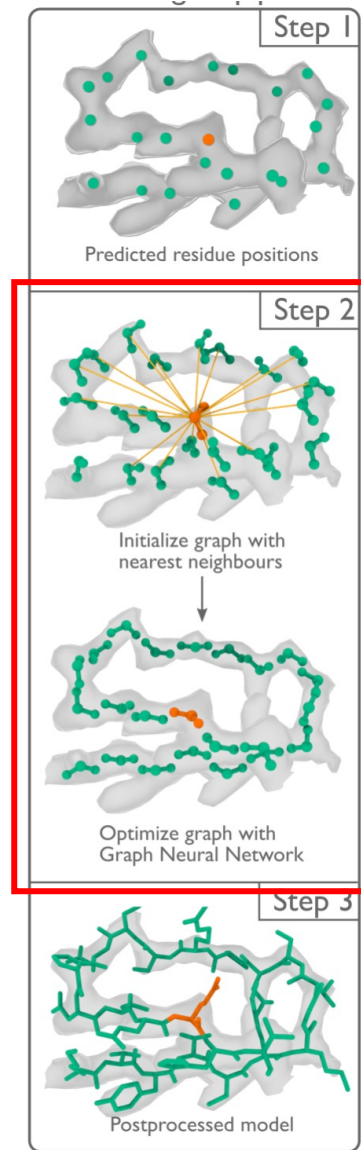 Step 1
Predicted residue positions
Step 2
Initialize graph with
nearest neighbours
Optimize graph with
Graph Neural Network
Step 3
Postprocessed model